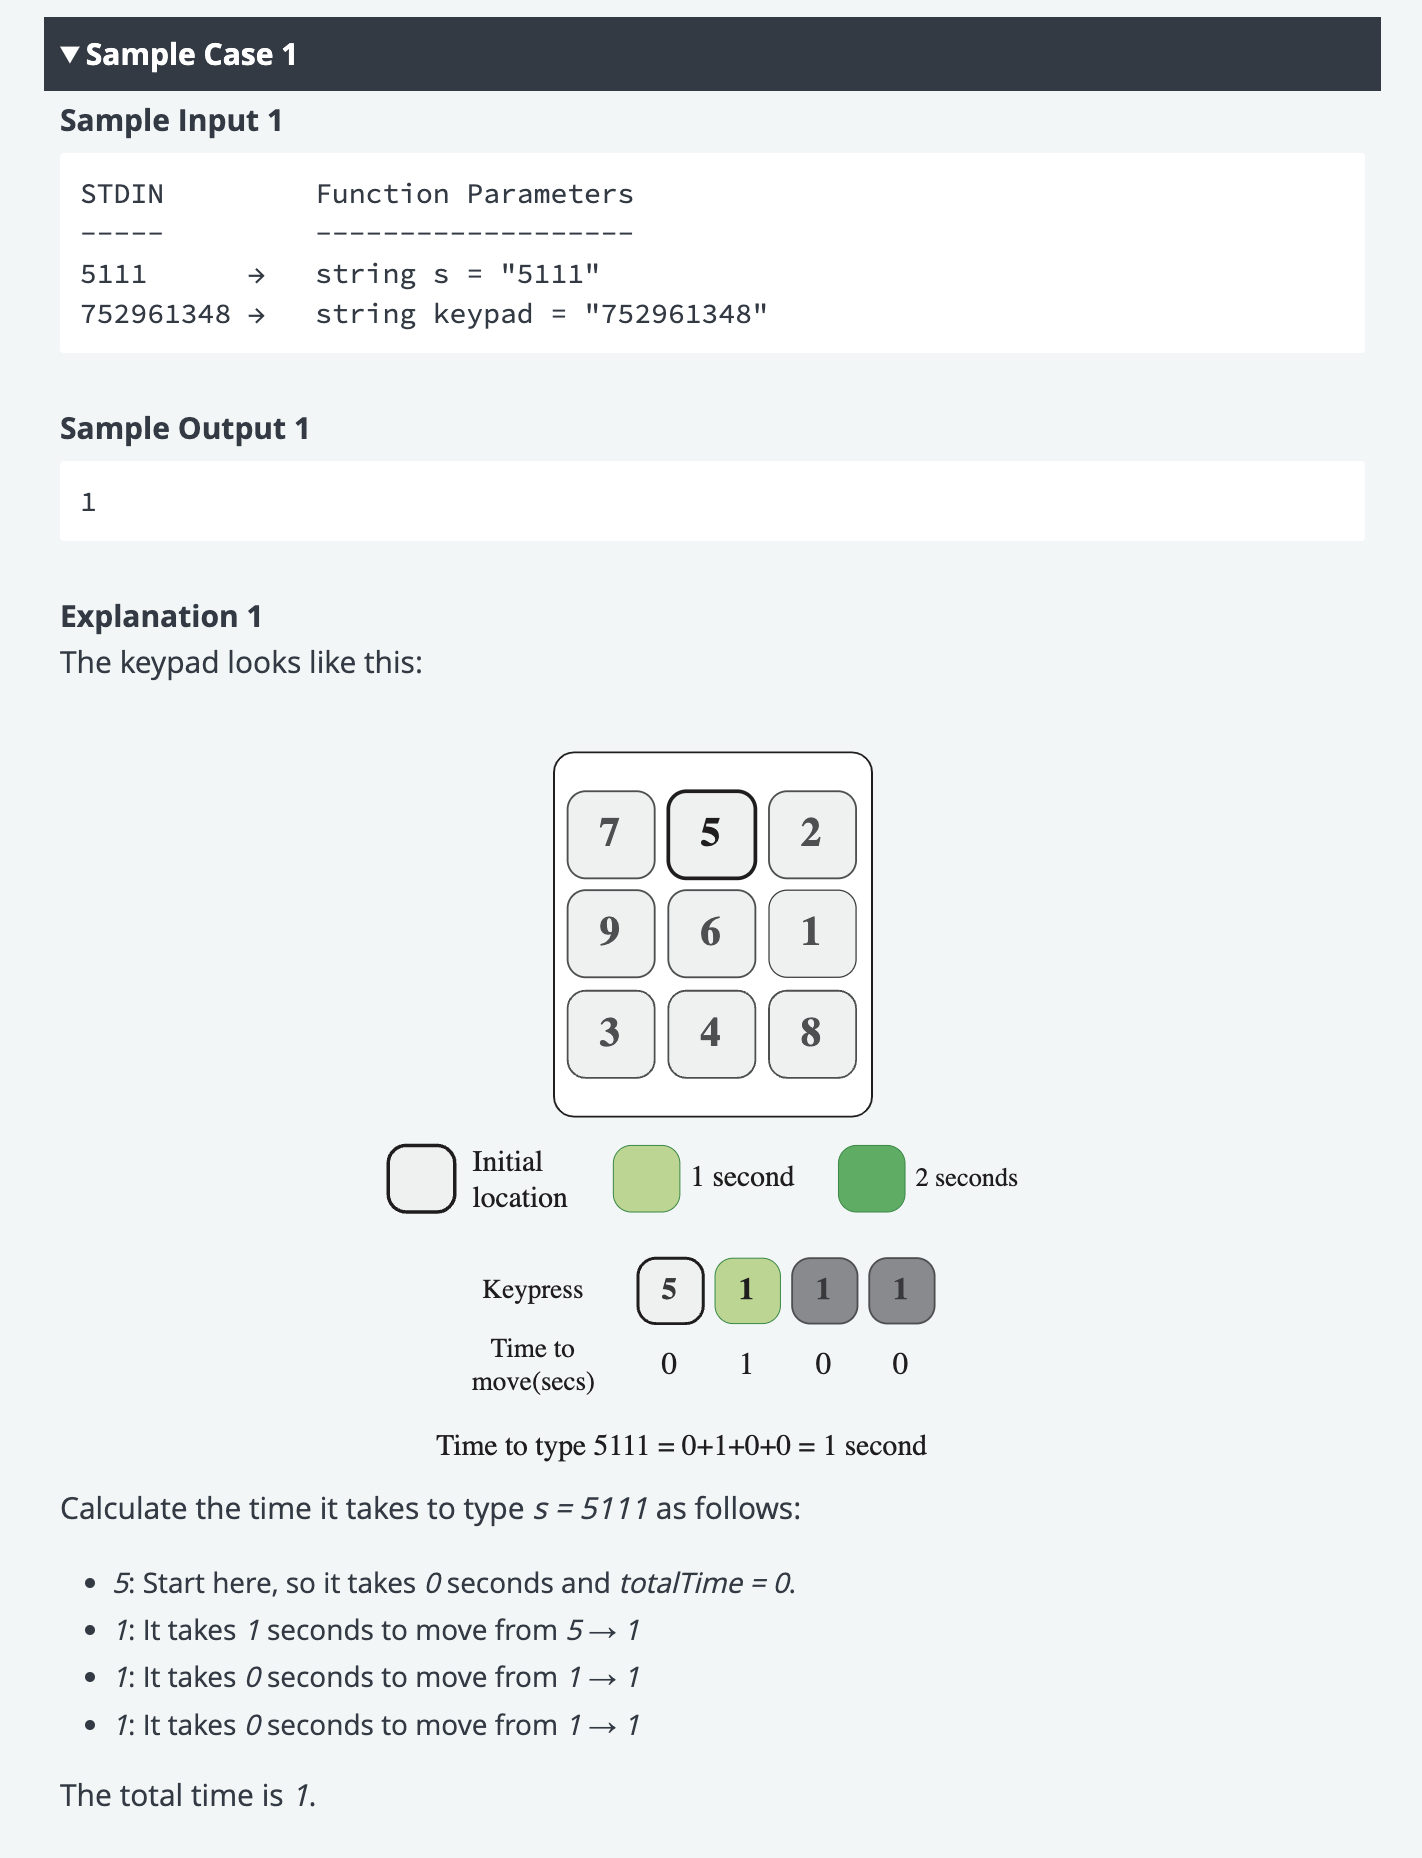 ▼ Sample Case 1
Sample Input 1
STDIN Function Parameters
----- -------------------
5111 → string s = "5111"
752961348 → string keypad = "752961348"
Sample Output 1
1
Explanation 1
The keypad looks like this:
7 5 2
9 6 1
3 4 8
Initial location
1 second
2 seconds
Keypress 5 1 1 1
Time to move(secs) 0 1 0 0
Time to type 5111 = 0+1+0+0 = 1 second
Calculate the time it takes to type s = 5111 as follows:
• 5: Start here, so it takes 0 seconds and totalTime = 0.
• 1: It takes 1 seconds to move from 5 → 1
• 1: It takes 0 seconds to move from 1 → 1
• 1: It takes 0 seconds to move from 1 → 1
The total time is 1.